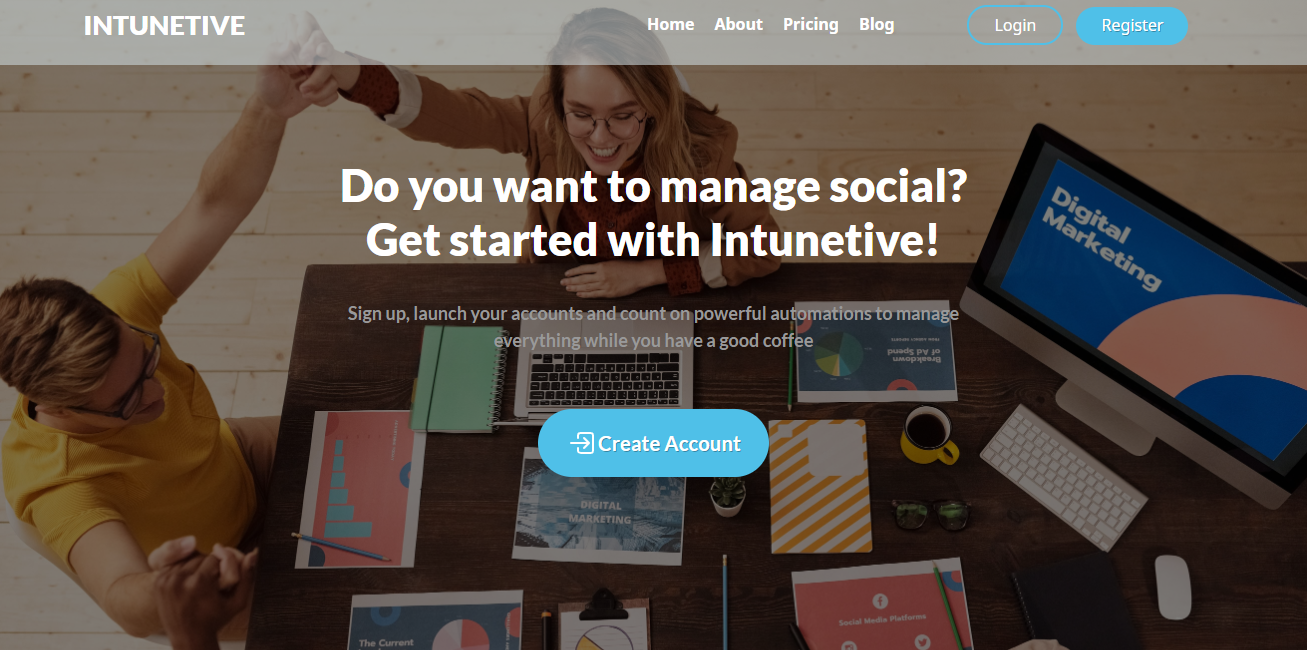 INTUNETIVE
Home About Pricing Blog Login Register
Do you want to manage social?
Get started with Intunetive!
Sign up, launch your accounts and count on powerful automations to manage
everything while you have a good coffee
Create Account
Digital
Marketing
Breakdown
of Ad Spend
DIGITAL
MARKETING
Social Media Platforms
The Current